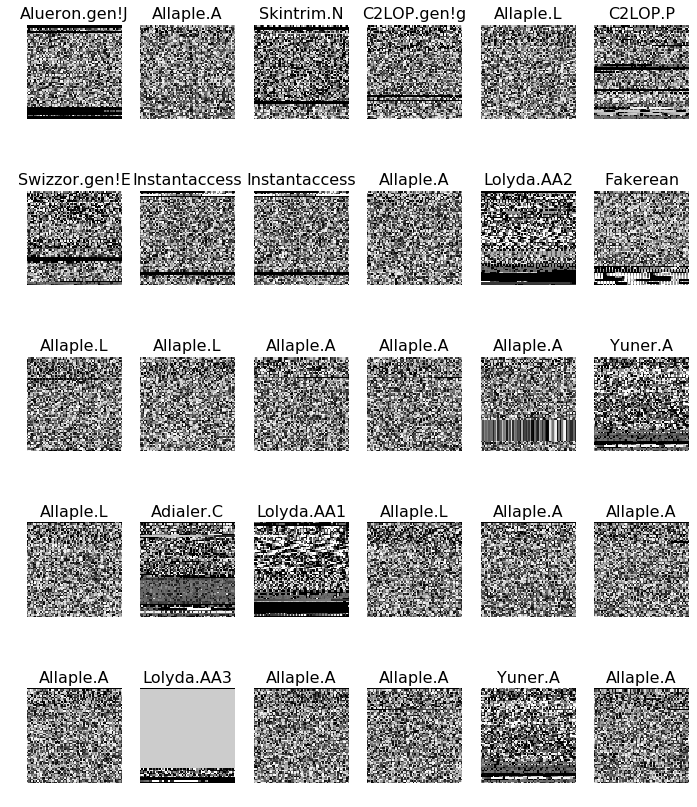 Alueron.gen!J Allaple.A Skintrim.N C2LOP.gen!g Allaple.L C2LOP.P
Swizzor.gen!E Instantaccess Instantaccess Allaple.A Lolyda.AA2 Fakerean
Allaple.L Allaple.L Allaple.A Allaple.A Allaple.A Yuner.A
Allaple.L Adialer.C Lolyda.AA1 Allaple.L Allaple.A Allaple.A
Allaple.A Lolyda.AA3 Allaple.A Allaple.A Yuner.A Allaple.A